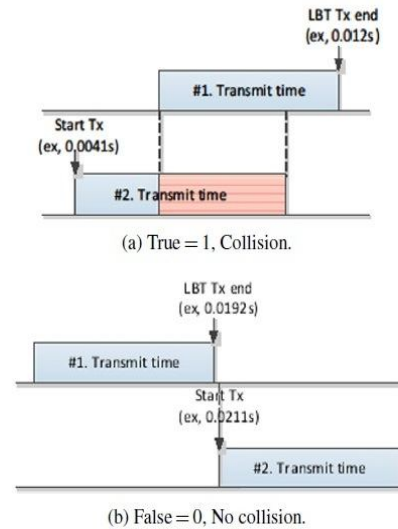 LBT Tx end
(ex, 0.012s)
#1. Transmit time
Start Tx
(ex, 0.0041s)
#2. Transmit time
(a) True = 1, Collision.
LBT Tx end
(ex, 0.0192s)
#1. Transmit time
Start Tx
(ex, 0.0211s)
#2. Transmit time
(b) False = 0, No collision.